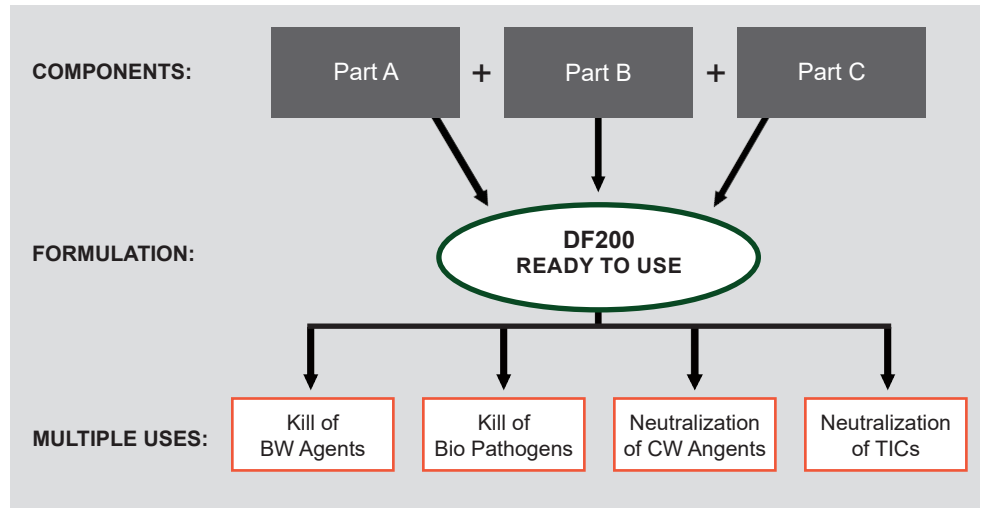 COMPONENTS:
Part A
+
Part B
+
Part C
FORMULATION:
DF200
READY TO USE
MULTIPLE USES:
Kill of
BW Agents
Kill of
Bio Pathogens
Neutralization
of CW Angents
Neutralization
of TICs